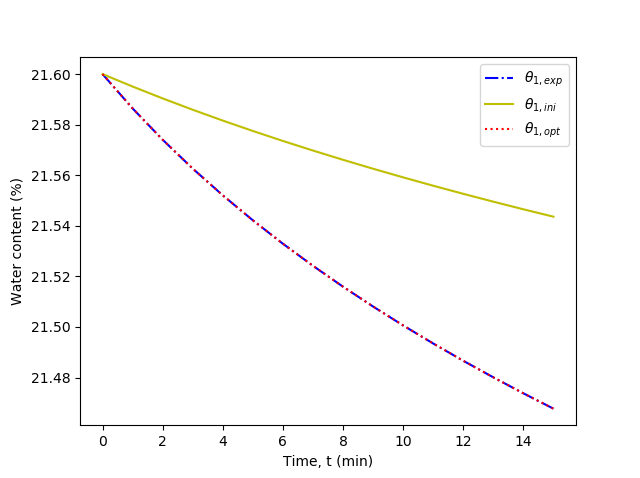 21.60
21.58
21.56
21.54
21.52
21.50
21.48
0 2 4 6 8 10 12 14
Water content (%)
Time, t (min)
θ1,exp
θ1,ini
θ1,opt